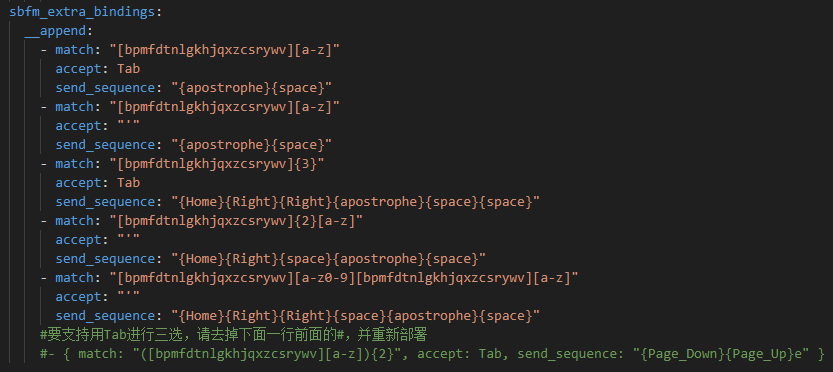 sbfm_extra_bindings:
__append:
- match: "[bpmfdtnlgkhjqxzcsrywv][a-z]"
accept: Tab
send_sequence: "{apostrophe}{space}"
- match: "[bpmfdtnlgkhjqxzcsrywv][a-z]"
accept: "'"
send_sequence: "{apostrophe}{space}"
- match: "[bpmfdtnlgkhjqxzcsrywv]{3}"
accept: Tab
send_sequence: "{Home}{Right}{Right}{apostrophe}{space}{space}"
- match: "[bpmfdtnlgkhjqxzcsrywv]{2}[a-z]"
accept: "'"
send_sequence: "{Home}{Right}{space}{apostrophe}{space}"
- match: "[bpmfdtnlgkhjqxzcsrywv][a-z0-9][bpmfdtnlgkhjqxzcsrywv][a-z]"
accept: "'"
send_sequence: "{Home}{Right}{Right}{space}{apostrophe}{space}"
#要支持用Tab进行三选，请去掉下面一行前面的#，并重新部署
#- { match: "([bpmfdtnlgkhjqxzcsrywv][a-z]){2}", accept: Tab, send_sequence: "{Page_Down}{Page_Up}e" }